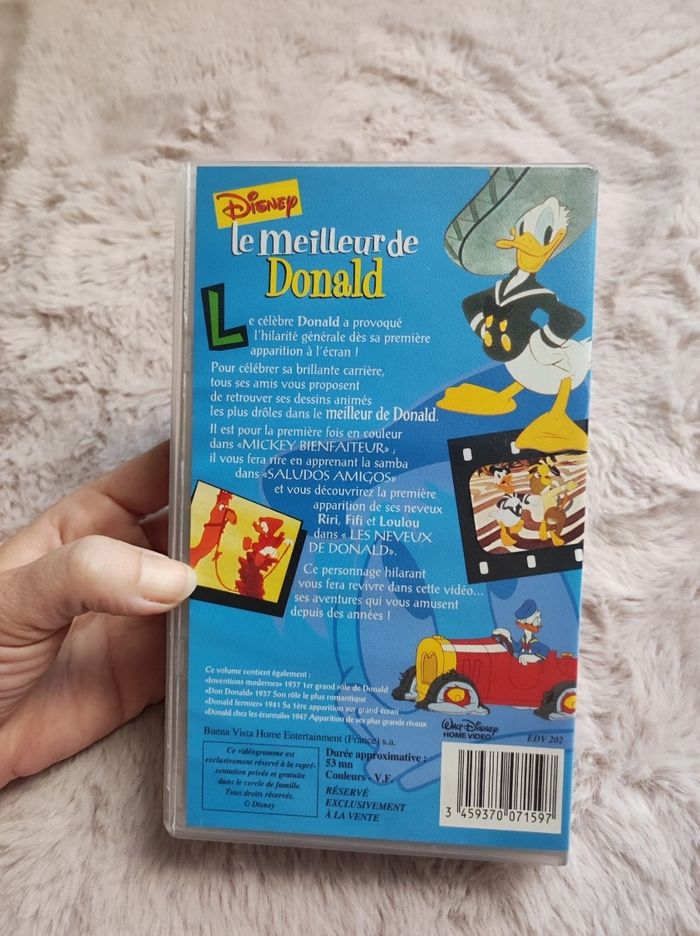 Disney
le meilleur de
Donald
Le célèbre Donald a provoqué
l'hilarité générale dès sa première
apparition à l'écran !
Pour célébrer sa brillante carrière,
tous ses amis vous proposent
de retrouver ses dessins animés
les plus drôles dans le meilleur de Donald.
Il est pour la première fois en couleur
dans «MICKEY BIENFAITEUR» ;
il vous fera rire en apprenant la samba
dans «SALUDOS AMIGOS»
et vous découvrirez la première
apparition de ses neveux
Riri, Fifi et Loulou
dans « LES NEVEUX
DE DONALD».
Ce personnage hilarant
vous fera revivre dans cette vidéo...
ses aventures qui vous amusent
depuis des années !
Ce volume contient également :
«Inventions modernes» 1937 1er grand rôle de Donald
«Don Donald» 1937 Son rôle le plus romantique
«Donald fermier» 1941 Sa 1ère apparition sur grand écran
«Donald chez les écureuils» 1947 Apparition de ses plus grands rivaux
Buena Vista Home Entertainment (France) s.a.
Ce vidéogramme est
exclusivement réservé à la repré-
sentation privée et gratuite
dans le cercle de famille.
Tous droits réservés.
© Disney
Durée approximative :
53 mn
Couleurs - V.F.
RÉSERVÉ
EXCLUSIVEMENT
À LA VENTE
WALT DISNEY
HOME VIDEO
EDV 202
3 459370 071597